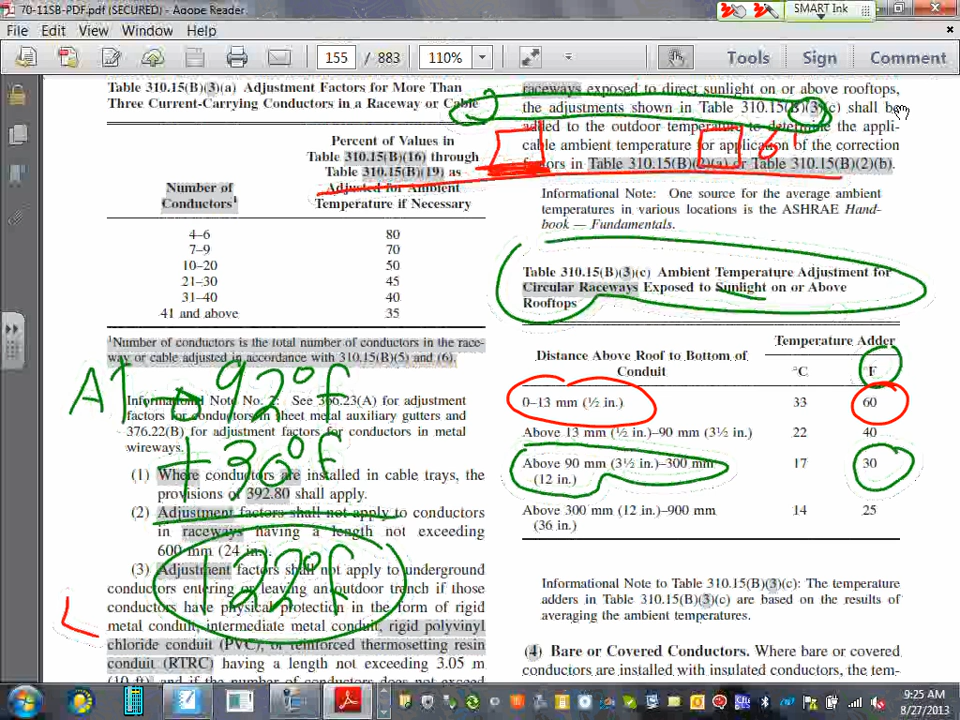 70-11SB-PDF.pdf (SECURED) - Adobe Reader
SMART Ink
File Edit View Window Help
155 / 883 110% Tools Sign Comment
Table 310.15(B)(3)(a) Adjustment Factors for More Than
Three Current-Carrying Conductors in a Raceway or Cable
Number of
Conductors1
Percent of Values in
Table 310.15(B)(16) through
Table 310.15(B)(19) as
Adjusted for Ambient
Temperature if Necessary
4–6 80
7–9 70
10–20 50
21–30 45
31–40 40
41 and above 35
1Number of conductors is the total number of conductors in the race-
way or cable adjusted in accordance with 310.15(B)(5) and (6).
Informational Note No. 2: See 366.23(A) for adjustment
factors for conductors in sheet metal auxiliary gutters and
376.22(B) for adjustment factors for conductors in metal
wireways.
(1) Where conductors are installed in cable trays, the
provisions of 392.80 shall apply.
(2) Adjustment factors shall not apply to conductors
in raceways having a length not exceeding
600 mm (24 in.).
(3) Adjustment factors shall not apply to underground
conductors entering or leaving an outdoor trench if those
conductors have physical protection in the form of rigid
metal conduit, intermediate metal conduit, rigid polyvinyl
chloride conduit (PVC), or reinforced thermosetting resin
conduit (RTRC) having a length not exceeding 3.05 m
(10 ft) and if the number of conductors does not exceed
92°F
+30°F
122°F
raceways exposed to direct sunlight on or above rooftops,
the adjustments shown in Table 310.15(B)(3)(c) shall be
added to the outdoor temperature to determine the appli-
cable ambient temperature for application of the correction
factors in Table 310.15(B)(2)(a) or Table 310.15(B)(2)(b).
6'
Informational Note: One source for the average ambient
temperatures in various locations is the ASHRAE Hand-
book — Fundamentals.
Table 310.15(B)(3)(c) Ambient Temperature Adjustment for
Circular Raceways Exposed to Sunlight on or Above
Rooftops
Temperature Adder
Distance Above Roof to Bottom of
Conduit °C °F
0–13 mm (½ in.) 33 60
Above 13 mm (½ in.)–90 mm (3½ in.) 22 40
Above 90 mm (3½ in.)–300 mm
(12 in.) 17 30
Above 300 mm (12 in.)–900 mm
(36 in.) 14 25
Informational Note to Table 310.15(B)(3)(c): The temperature
adders in Table 310.15(B)(3)(c) are based on the results of
averaging the ambient temperatures.
(4) Bare or Covered Conductors. Where bare or covered
conductors are installed with insulated conductors, the tem-
9:25 AM
8/27/2013